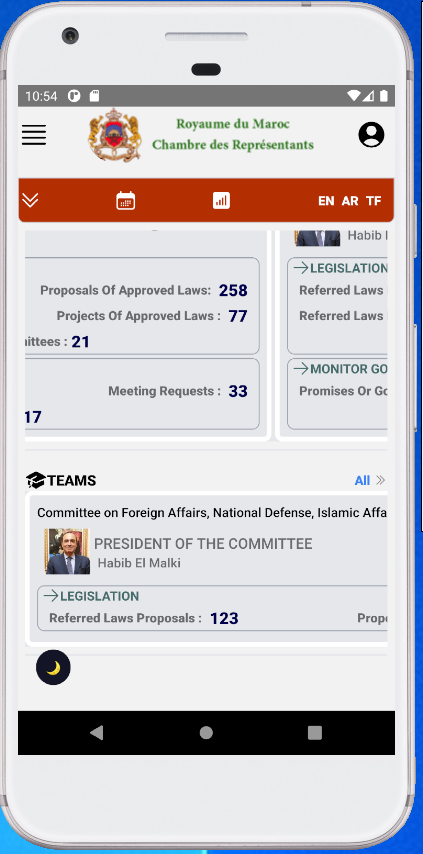 10:54
Royaume du Maroc
Chambre des Représentants
EN AR TF
Habib
LEGISLATION
Proposals Of Approved Laws: 258
Referred Laws
Projects Of Approved Laws : 77
Referred Laws
ittees : 21
MONITOR GO
Meeting Requests : 33
Promises Or Go
17
TEAMS
All
Committee on Foreign Affairs, National Defense, Islamic Affa
PRESIDENT OF THE COMMITTEE
Habib El Malki
LEGISLATION
Referred Laws Proposals : 123
Prope